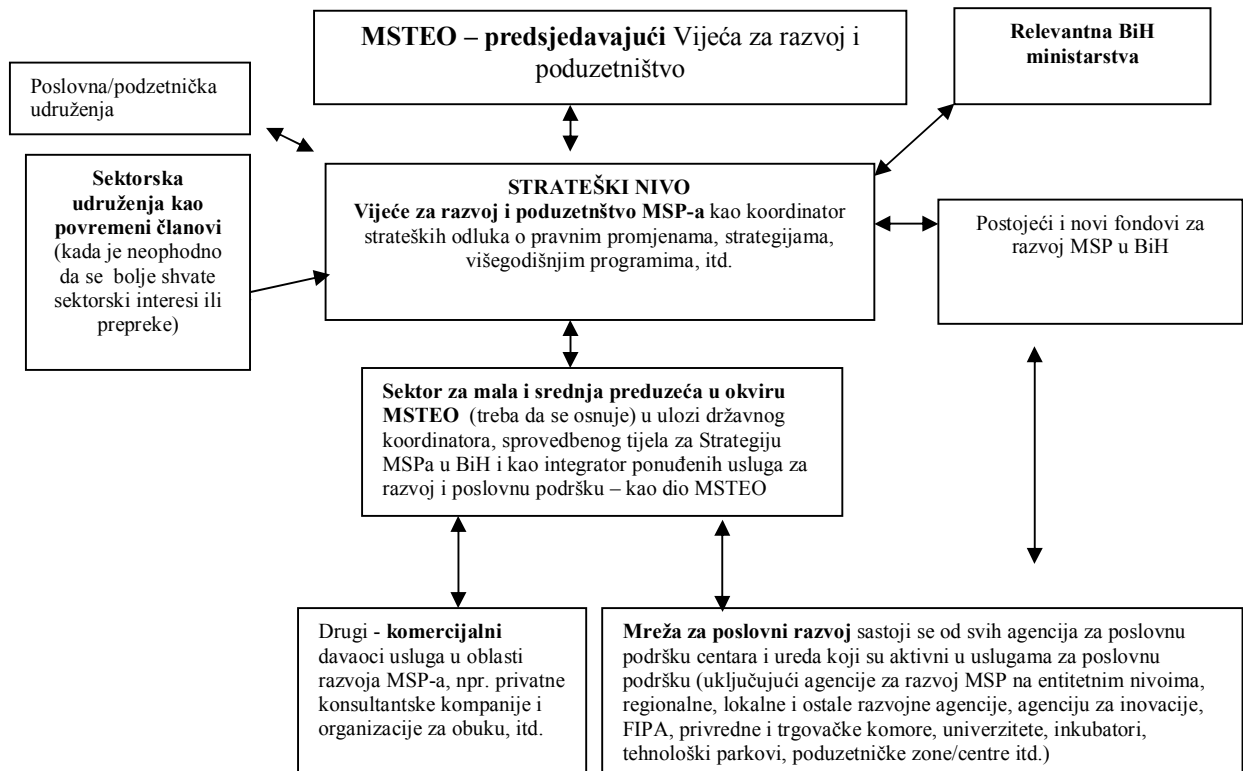 MSTEO – predsjedavajući Vijeća za razvoj i
poduzetništvo
Relevantna BiH
ministarstva
Poslovna/podzetnička
udruženja
Sektorska
udruženja kao
povremeni članovi
(kada je neophodno
da se bolje shvate
sektorski interesi ili
prepreke)
STRATEŠKI NIVO
Vijeće za razvoj i poduzetnštvo MSP-a kao koordinator
strateških odluka o pravnim promjenama, strategijama,
višegodišnjim programima, itd.
Postojeći i novi fondovi za
razvoj MSP u BiH
Sektor za mala i srednja preduzeća u okviru
MSTEO (treba da se osnuje) u ulozi državnog
koordinatora, sprovedbenog tijela za Strategiju
MSPa u BiH i kao integrator ponuđenih usluga za
razvoj i poslovnu podršku – kao dio MSTEO
Drugi - komercijalni
davaoci usluga u oblasti
razvoja MSP-a, npr. privatne
konsultantske kompanije i
organizacije za obuku, itd.
Mreža za poslovni razvoj sastoji se od svih agencija za poslovnu
podršku centara i ureda koji su aktivni u uslugama za poslovnu
podršku (uključujući agencije za razvoj MSP na entitetnim nivoima,
regionalne, lokalne i ostale razvojne agencije, agenciju za inovacije,
FIPA, privredne i trgovačke komore, univerzitete, inkubatori,
tehnološki parkovi, poduzetničke zone/centre itd.)